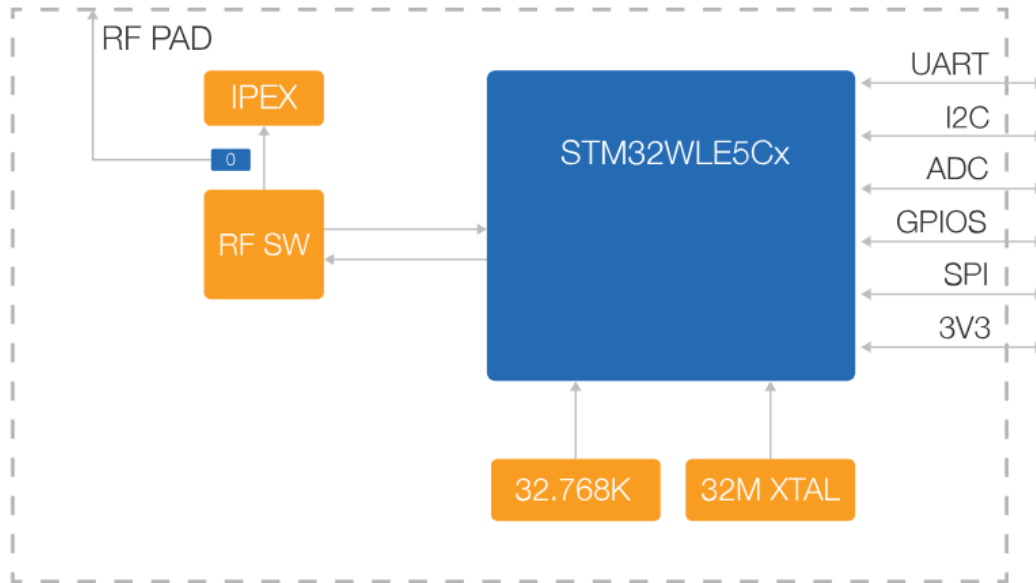 RF PAD
IPEX
0
RF SW
STM32WLE5Cx
UART
I2C
ADC
GPIOS
SPI
3V3
32.768K
32M XTAL